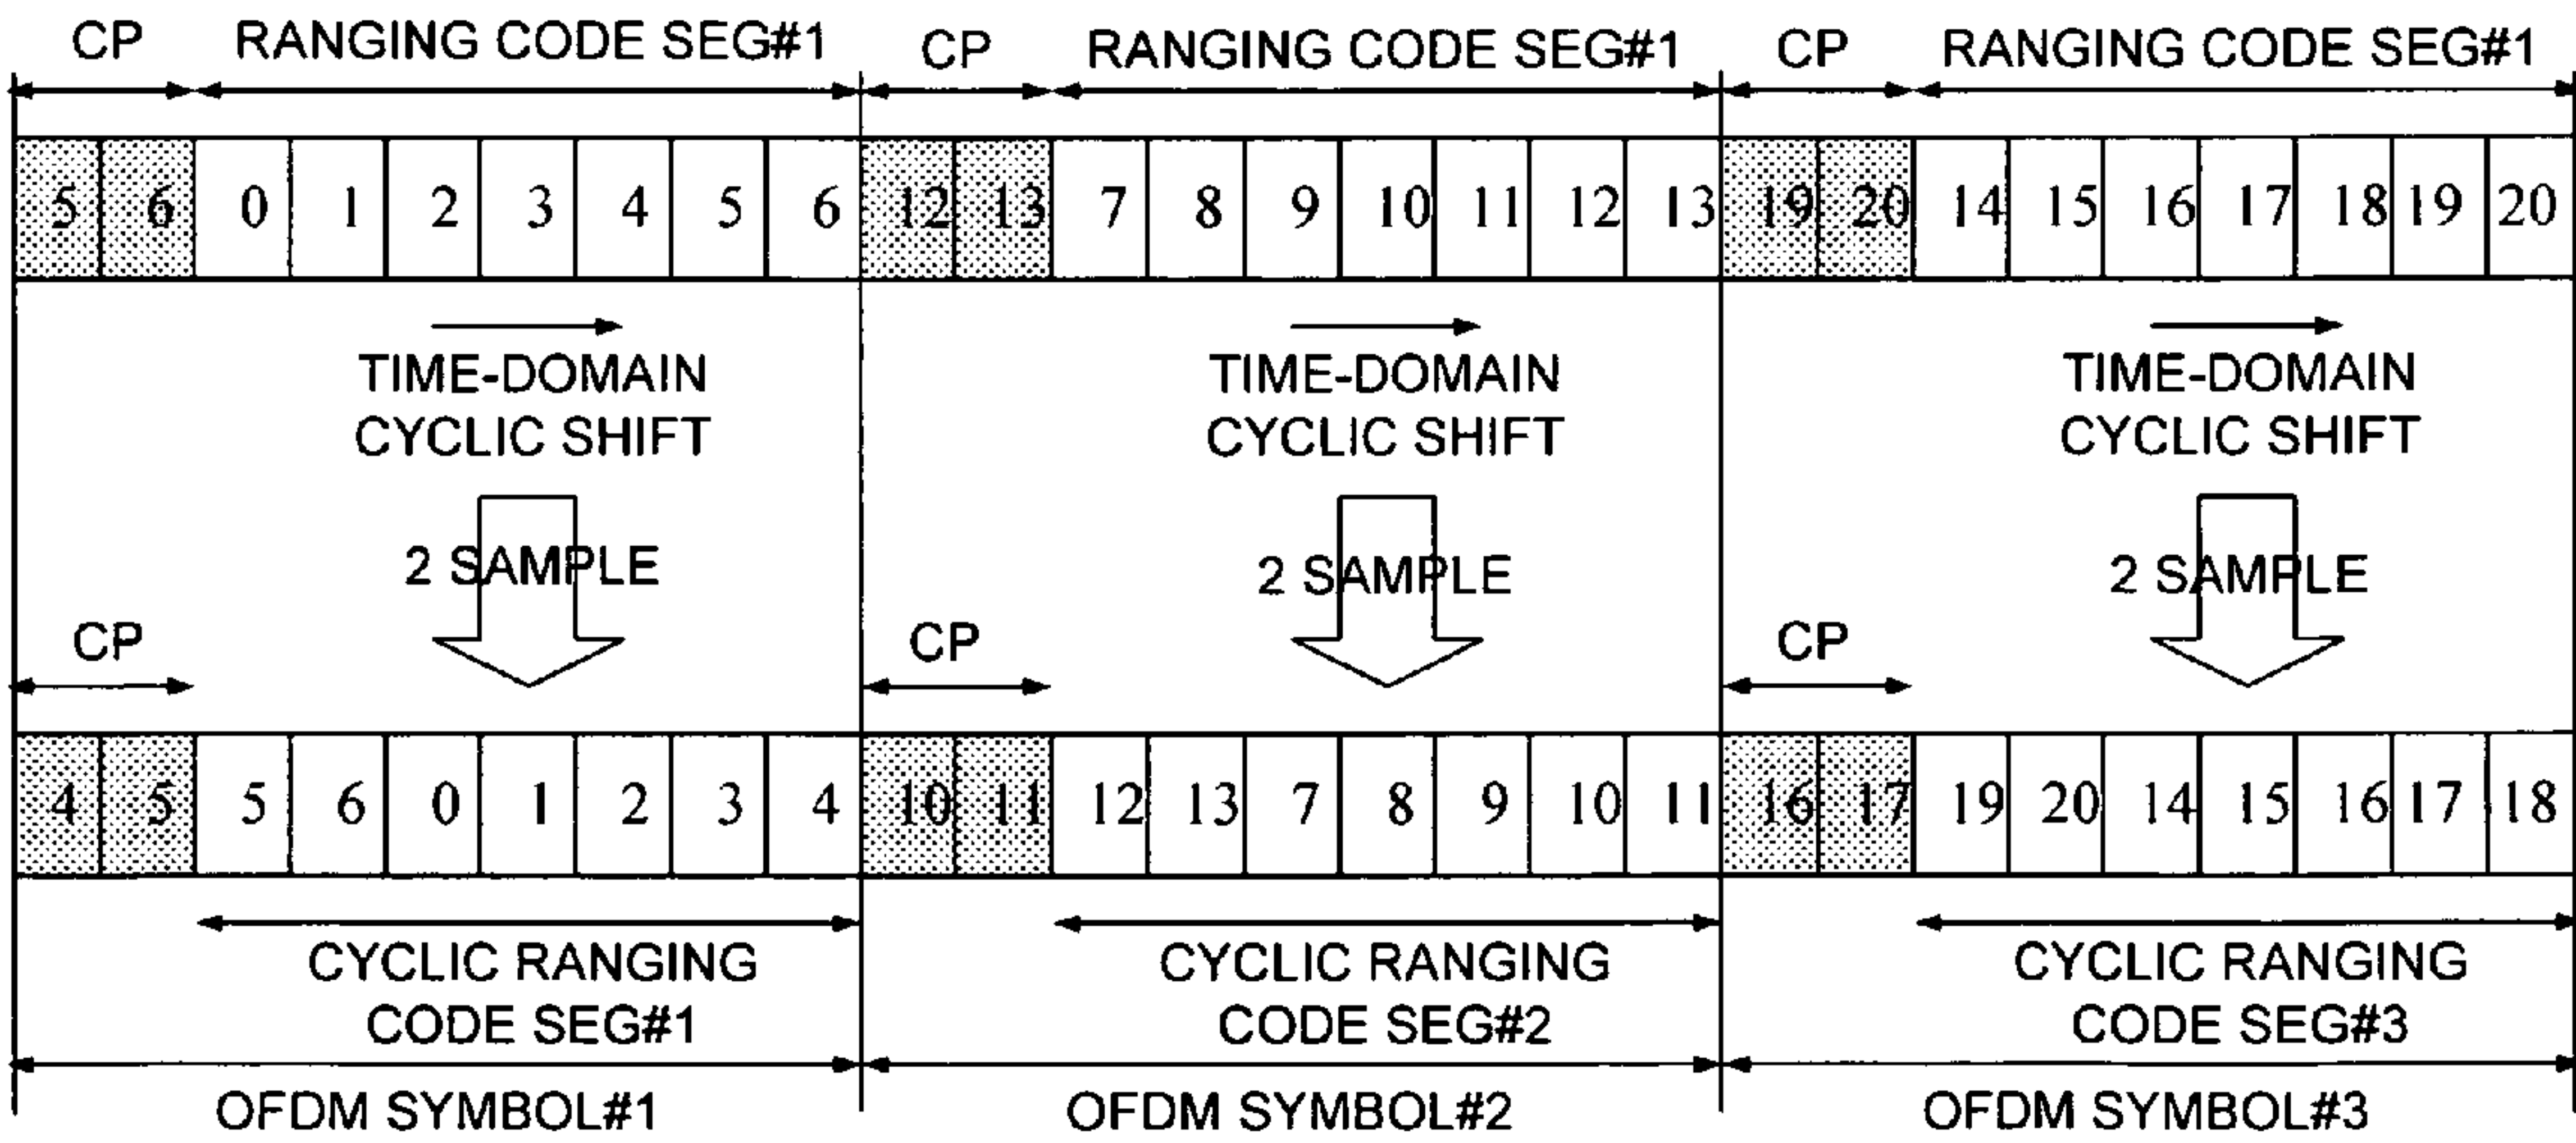 CP RANGING CODE SEG#1 CP RANGING CODE SEG#1 CP RANGING CODE SEG#1
5 6 0 1 2 3 4 5 6 12 13 7 8 9 10 11 12 13 19 20 14 15 16 17 18 19 20
TIME-DOMAIN TIME-DOMAIN TIME-DOMAIN
CYCLIC SHIFT CYCLIC SHIFT CYCLIC SHIFT
2 SAMPLE 2 SAMPLE 2 SAMPLE
CP CP CP
4 5 5 6 0 1 2 3 4 10 11 12 13 7 8 9 10 11 16 17 19 20 14 15 16 17 18
CYCLIC RANGING CYCLIC RANGING CYCLIC RANGING
CODE SEG#1 CODE SEG#2 CODE SEG#3
OFDM SYMBOL#1 OFDM SYMBOL#2 OFDM SYMBOL#3